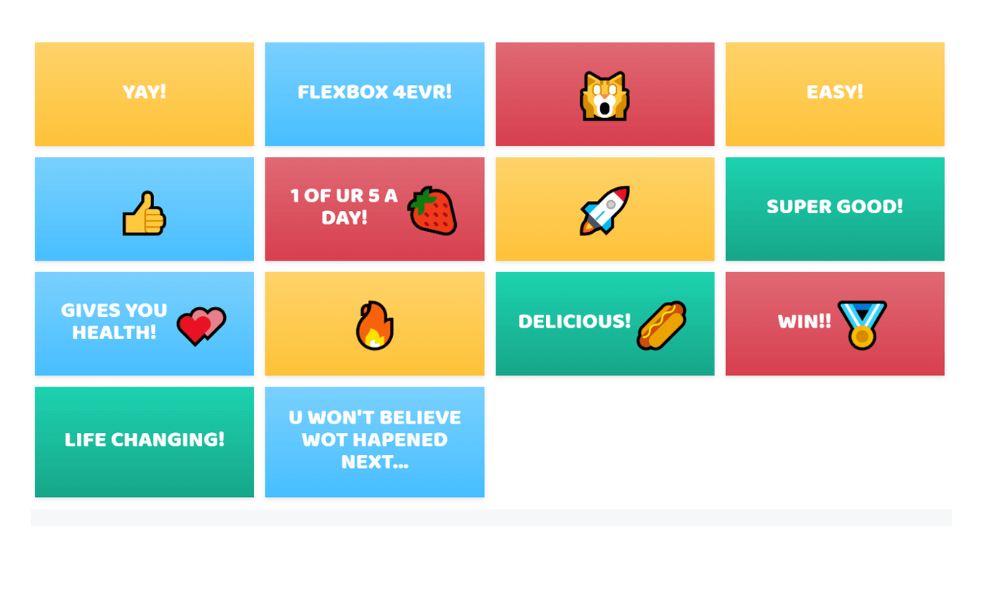 YAY!
FLEXBOX 4EVR!
EASY!
1 OF UR 5 A
DAY!
SUPER GOOD!
GIVES YOU
HEALTH!
DELICIOUS!
WIN!!
LIFE CHANGING!
U WON'T BELIEVE
WOT HAPENED
NEXT...